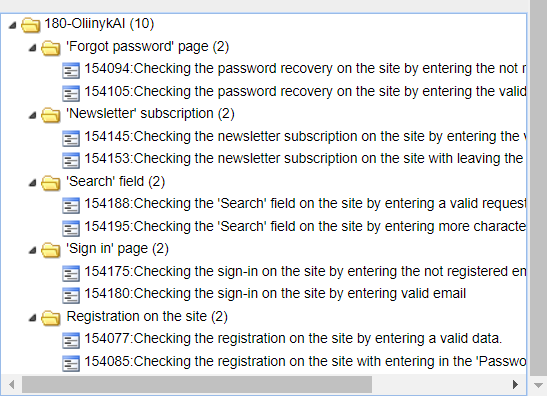 180-OliinykAI (10)
'Forgot password' page (2)
154094:Checking the password recovery on the site by entering the not
154105:Checking the password recovery on the site by entering the valid
'Newsletter' subscription (2)
154145:Checking the newsletter subscription on the site by entering the
154153:Checking the newsletter subscription on the site with leaving the
'Search' field (2)
154188:Checking the 'Search' field on the site by entering a valid reques
154195:Checking the 'Search' field on the site by entering more characte
'Sign in' page (2)
154175:Checking the sign-in on the site by entering the not registered em
154180:Checking the sign-in on the site by entering valid email
Registration on the site (2)
154077:Checking the registration on the site by entering a valid data.
154085:Checking the registration on the site with entering in the 'Passwo